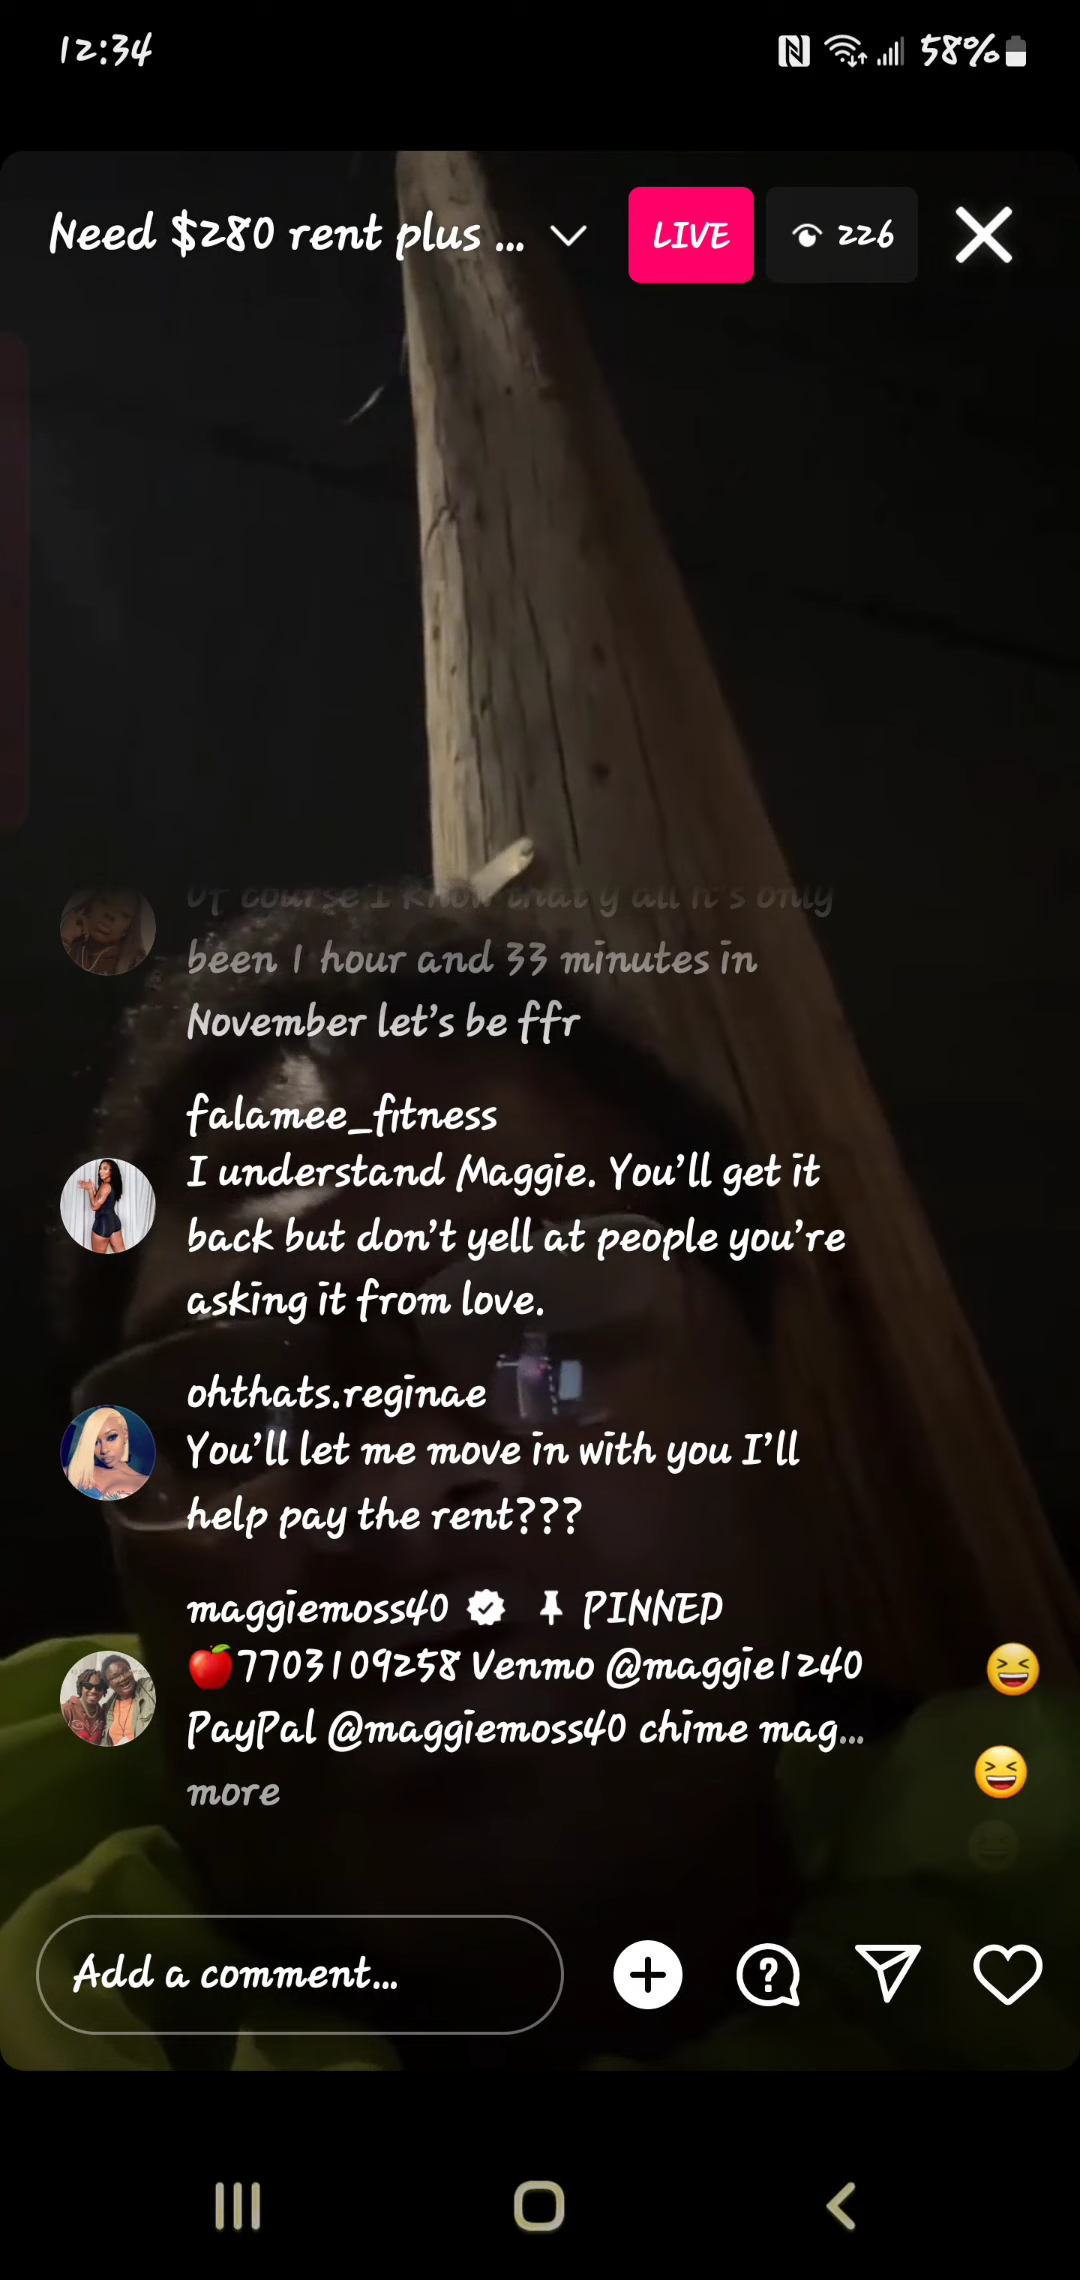 12:34
58%
Need $280 rent plus ...
LIVE
226
Of course I know that y'all it's only
been 1 hour and 33 minutes in
November let's be ffr
falamee_fitness
I understand Maggie. You'll get it
back but don't yell at people you're
asking it from love.
ohthats.reginae
You'll let me move in with you I'll
help pay the rent???
maggiemoss40 PINNED
🍎7703109258 Venmo @maggie1240
PayPal @maggiemoss40 chime mag...
more
Add a comment...